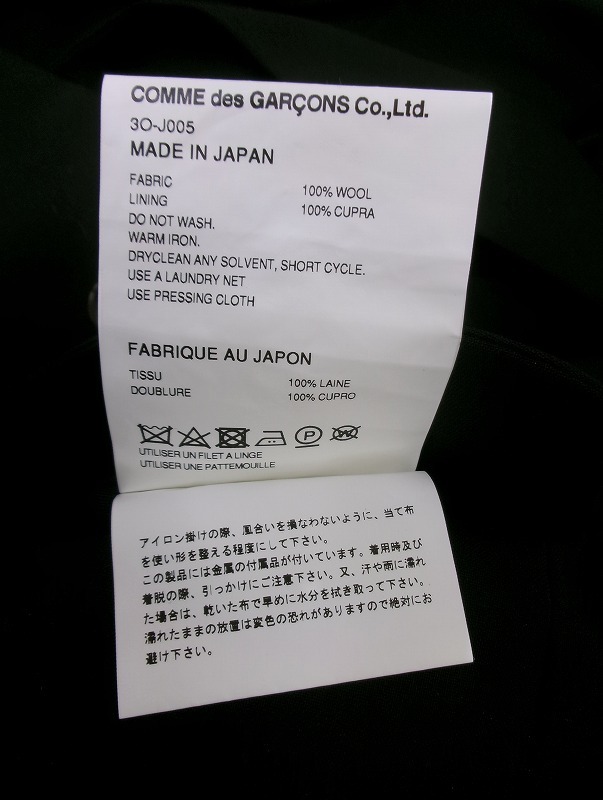 COMME des GARÇONS Co.,Ltd.
3O-J005
MADE IN JAPAN
FABRIC 100% WOOL
LINING 100% CUPRA
DO NOT WASH.
WARM IRON.
DRYCLEAN ANY SOLVENT, SHORT CYCLE.
USE A LAUNDRY NET
USE PRESSING CLOTH
FABRIQUE AU JAPON
TISSU 100% LAINE
DOUBLURE 100% CUPRO
P
UTILISER UN FILET A LINGE
UTILISER UNE PATTEMOUILLE
アイロン掛けの際、風合いを損なわないように、当て布
を使い形を整える程度にして下さい。
この製品には金属の付属品が付いています。着用時及び
着脱の際、引っかけにご注意下さい。又、汗や雨に濡れ
た場合は、乾いた布で早めに水分を拭き取って下さい。
濡れたままの放置は変色の恐れがありますので絶対にお
避け下さい。